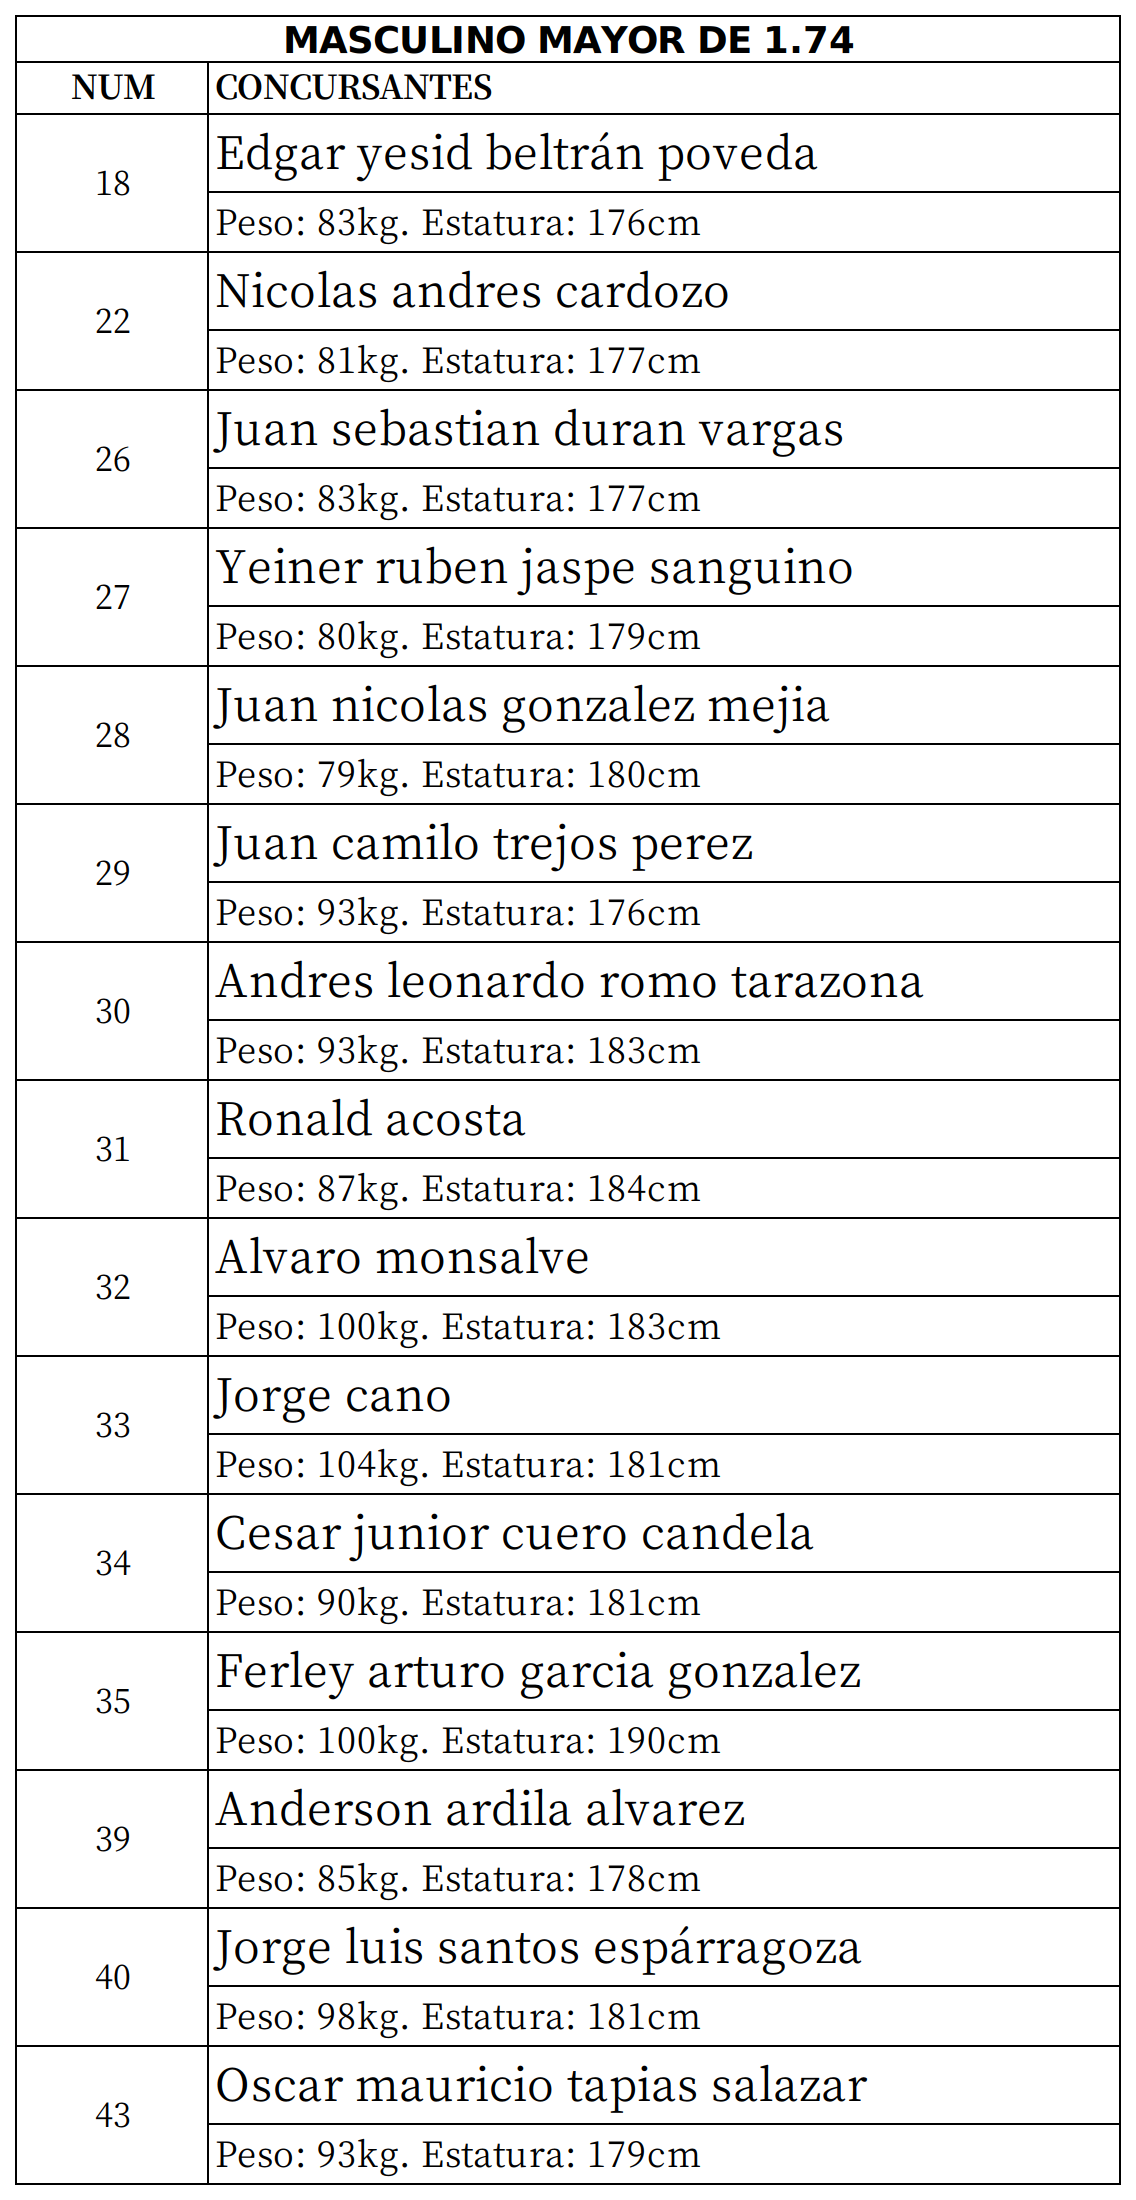 MASCULINO MAYOR DE 1.74
NUM CONCURSANTES
18
Edgar yesid beltrán poveda
Peso: 83kg. Estatura: 176cm
22
Nicolas andres cardozo
Peso: 81kg. Estatura: 177cm
26
Juan sebastian duran vargas
Peso: 83kg. Estatura: 177cm
27
Yeiner ruben jaspe sanguino
Peso: 80kg. Estatura: 179cm
28
Juan nicolas gonzalez mejia
Peso: 79kg. Estatura: 180cm
29
Juan camilo trejos perez
Peso: 93kg. Estatura: 176cm
30
Andres leonardo romo tarazona
Peso: 93kg. Estatura: 183cm
31
Ronald acosta
Peso: 87kg. Estatura: 184cm
32
Alvaro monsalve
Peso: 100kg. Estatura: 183cm
33
Jorge cano
Peso: 104kg. Estatura: 181cm
34
Cesar junior cuero candela
Peso: 90kg. Estatura: 181cm
35
Ferley arturo garcia gonzalez
Peso: 100kg. Estatura: 190cm
39
Anderson ardila alvarez
Peso: 85kg. Estatura: 178cm
40
Jorge luis santos espárragoza
Peso: 98kg. Estatura: 181cm
43
Oscar mauricio tapias salazar
Peso: 93kg. Estatura: 179cm